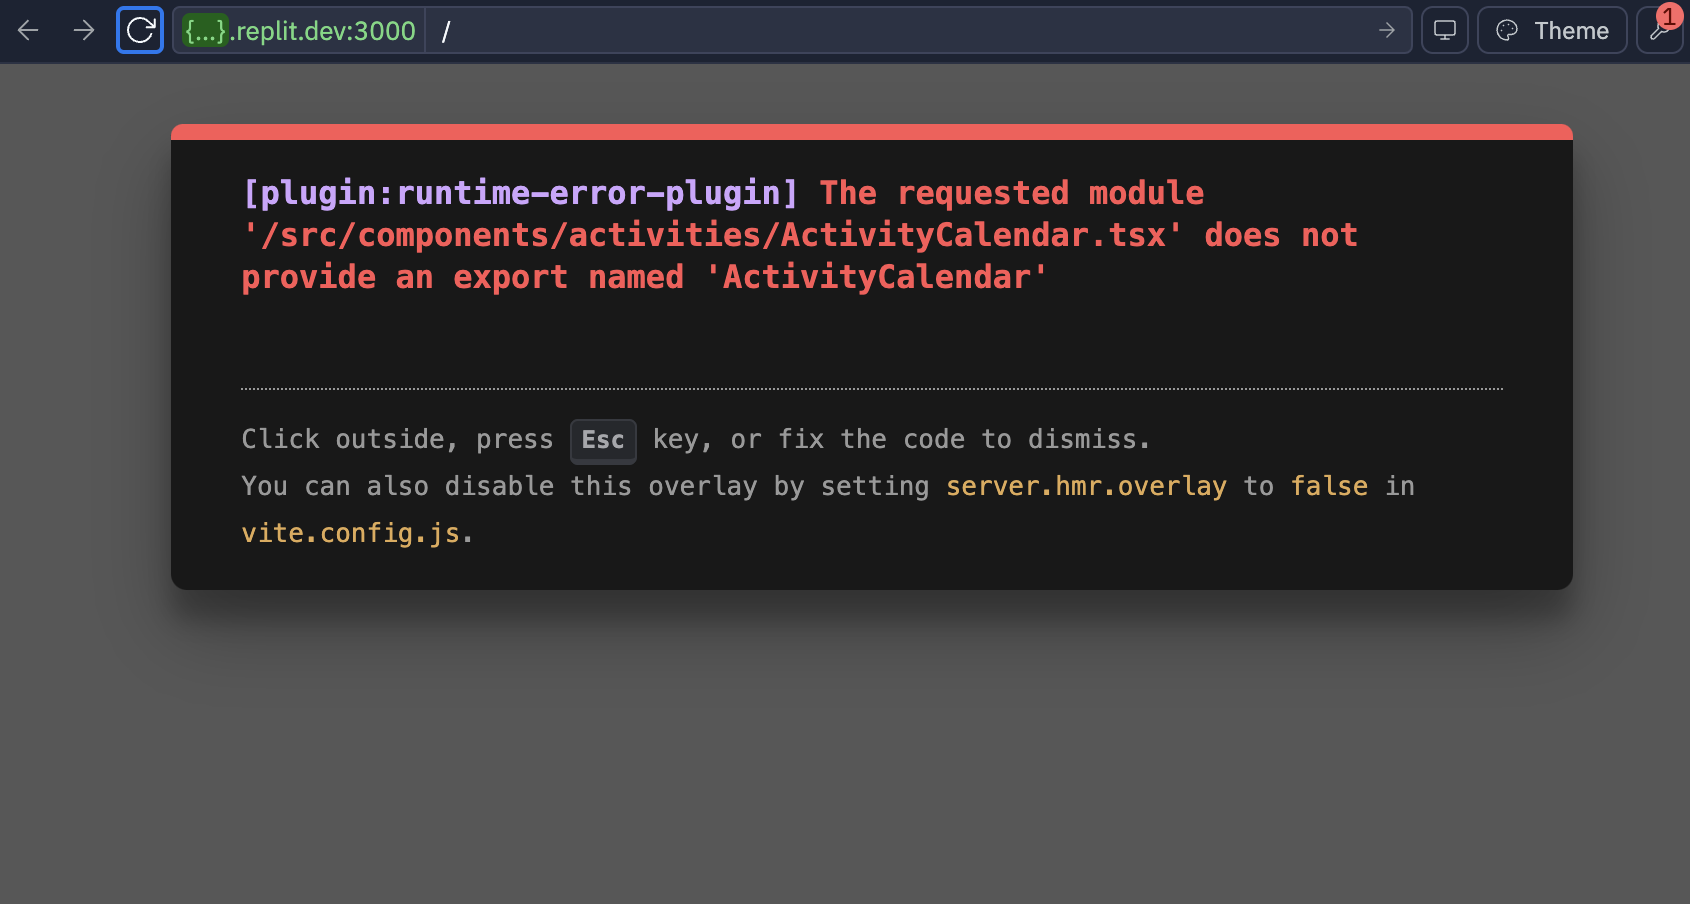 {...}.replit.dev:3000 / Theme 1
[plugin:runtime-error-plugin] The requested module
'/src/components/activities/ActivityCalendar.tsx' does not
provide an export named 'ActivityCalendar'
Click outside, press Esc key, or fix the code to dismiss.
You can also disable this overlay by setting server.hmr.overlay to false in
vite.config.js.